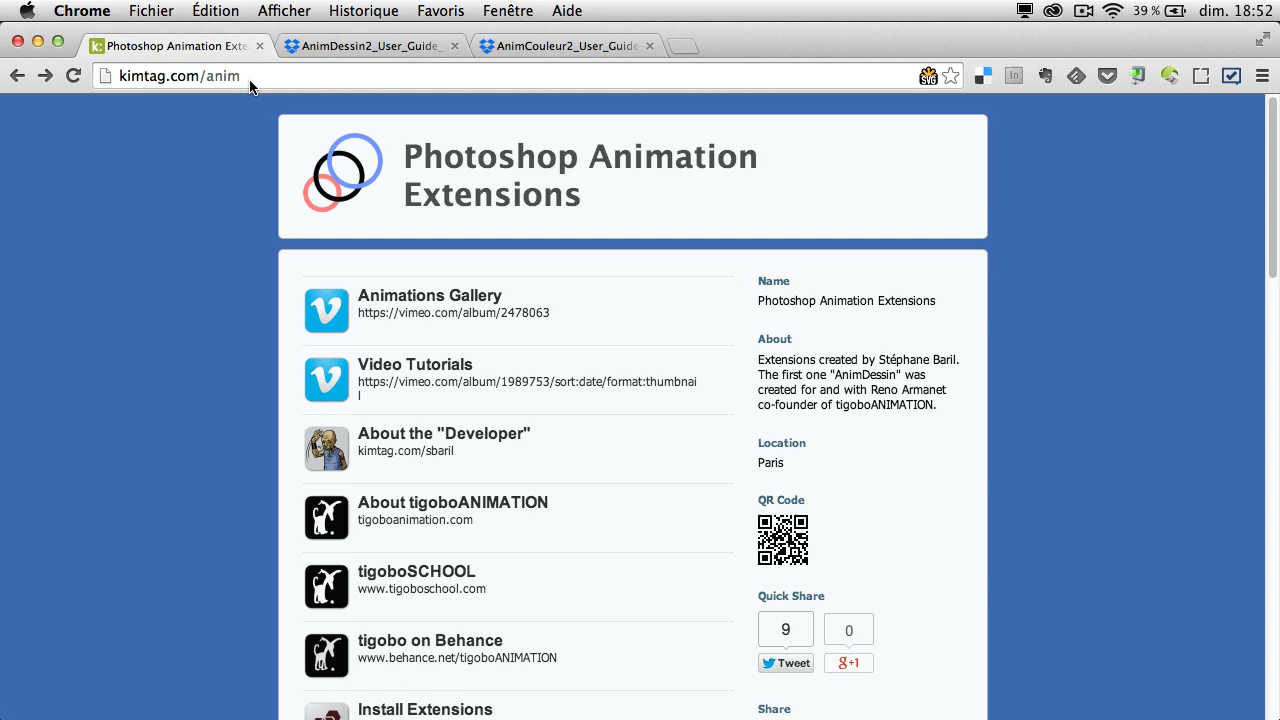 Chrome Fichier Édition Afficher Historique Favoris Fenêtre Aide 39 % dim. 18:52
k: Photoshop Animation Exte AnimDessin2_User_Guide_ AnimCouleur2_User_Guide
kimtag.com/anim SVG in
Photoshop Animation
Extensions
Animations Gallery
https://vimeo.com/album/2478063
Video Tutorials
https://vimeo.com/album/1989753/sort:date/format:thumbnai
l
About the "Developer"
kimtag.com/sbaril
About tigoboANIMATION
tigoboanimation.com
tigoboSCHOOL
www.tigoboschool.com
tigobo on Behance
www.behance.net/tigoboANIMATION
Install Extensions
Name
Photoshop Animation Extensions
About
Extensions created by Stéphane Baril.
The first one "AnimDessin" was
created for and with Reno Armanet
co-founder of tigoboANIMATION.
Location
Paris
QR Code
Quick Share
9 0
Tweet g+1
Share